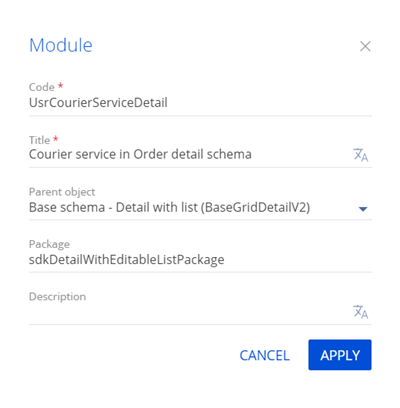 Module
Code *
UsrCourierServiceDetail
Title *
Courier service in Order detail schema
Parent object
Base schema - Detail with list (BaseGridDetailV2)
Package
sdkDetailWithEditableListPackage
Description
CANCEL
APPLY